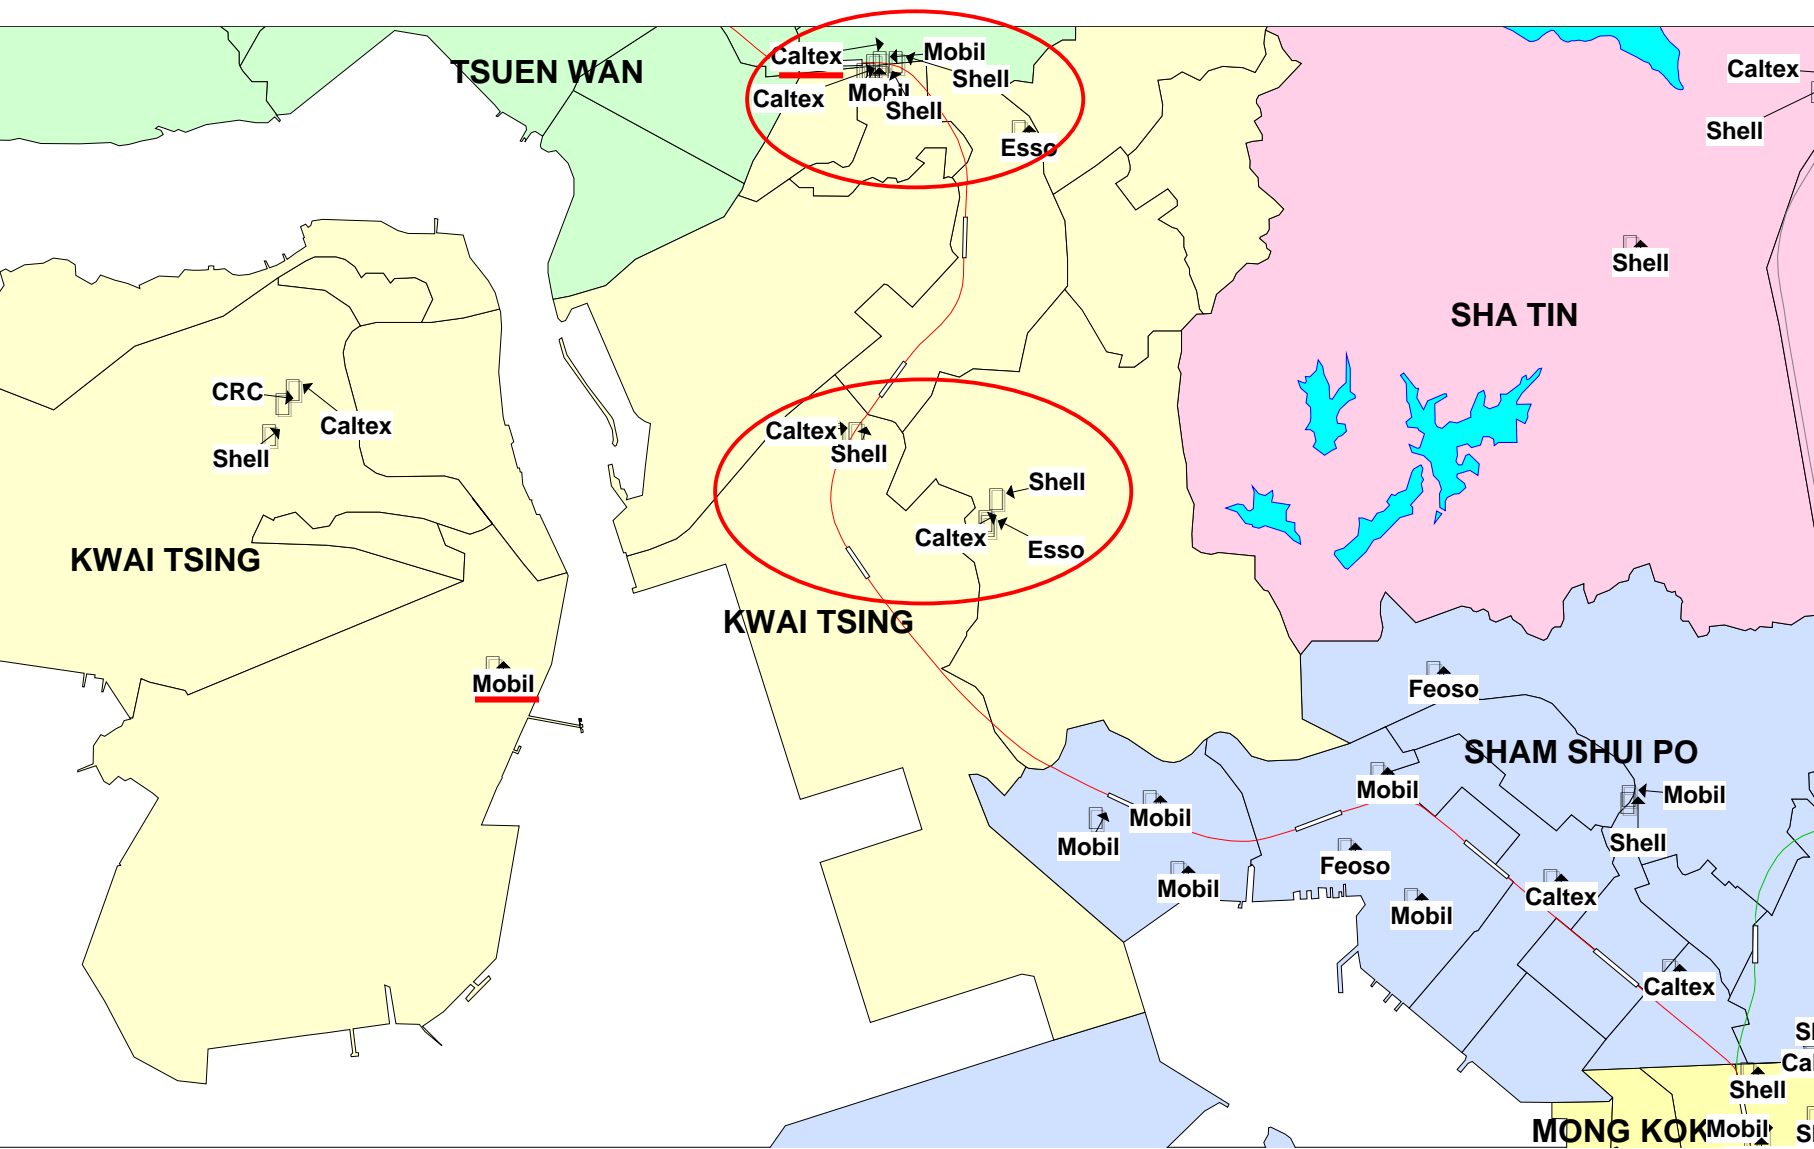 TSUEN WAN
Caltex
Mobil
Shell
Caltex
Mobil
Shell
Esso
Caltex
Shell
Shell
SHA TIN
CRC
Caltex
Shell
Caltex
Shell
Shell
Caltex
Esso
KWAI TSING
KWAI TSING
Mobil
Feoso
SHAM SHUI PO
Mobil
Mobil
Mobil
Mobil
Shell
Feoso
Mobil
Caltex
Mobil
Caltex
Shell
MONG KOK
Mobil